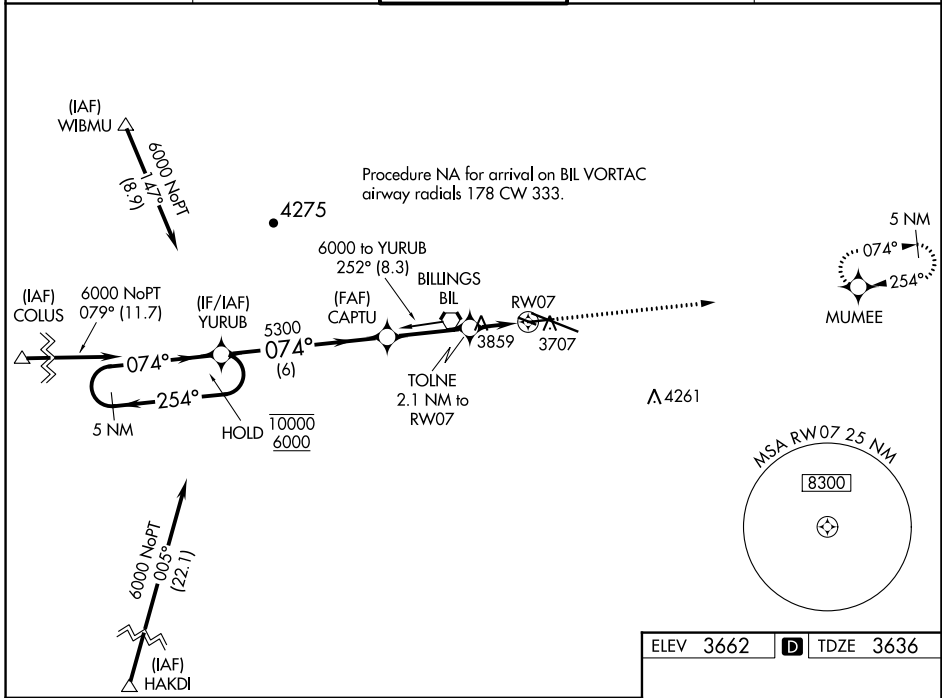 (IAF)
WIBMU
6000 NoPT
147°
(8.9)
Procedure NA for arrival on BIL VORTAC
airway radials 178 CW 333.
4275
6000 to YURUB
252° (8.3)
BILLINGS
BIL
5 NM
074°
254°
MUMEE
(IAF)
COLUS
6000 NoPT
079° (11.7)
(IF/IAF)
YURUB
(FAF)
CAPTU
RW07
5300
074°
(6)
3859
3707
074°
254°
5 NM
HOLD
10000
6000
TOLNE
2.1 NM to
RW07
4261
MSA RW07 25 NM
8300
6000 NoPT
005°
(22.1)
(IAF)
HAKDI
ELEV 3662 D TDZE 3636